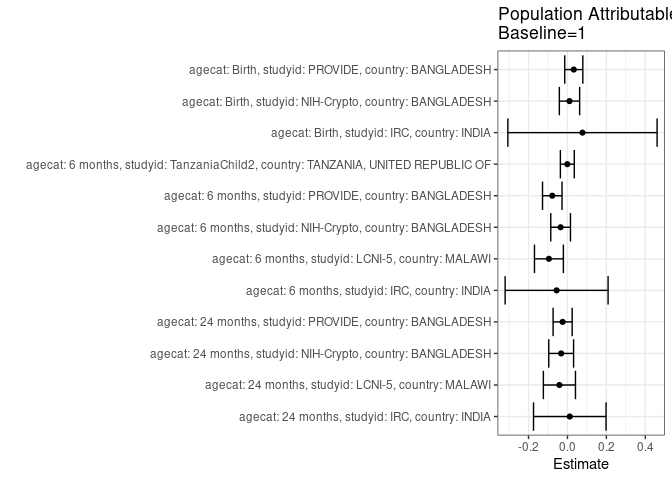 Population Attributable
Baseline=1
agecat: Birth, studyid: PROVIDE, country: BANGLADESH
agecat: Birth, studyid: NIH-Crypto, country: BANGLADESH
agecat: Birth, studyid: IRC, country: INDIA
agecat: 6 months, studyid: TanzaniaChild2, country: TANZANIA, UNITED REPUBLIC OF
agecat: 6 months, studyid: PROVIDE, country: BANGLADESH
agecat: 6 months, studyid: NIH-Crypto, country: BANGLADESH
agecat: 6 months, studyid: LCNI-5, country: MALAWI
agecat: 6 months, studyid: IRC, country: INDIA
agecat: 24 months, studyid: PROVIDE, country: BANGLADESH
agecat: 24 months, studyid: NIH-Crypto, country: BANGLADESH
agecat: 24 months, studyid: LCNI-5, country: MALAWI
agecat: 24 months, studyid: IRC, country: INDIA
-0.2 0.0 0.2 0.4
Estimate